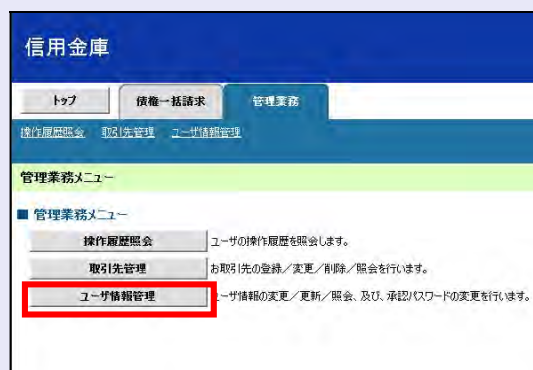 信用金庫
トップ 債権一括請求 管理業務
操作履歴照会 取引先管理 ユーザ情報管理
管理業務メニュー
■ 管理業務メニュー
操作履歴照会 ユーザの操作履歴を照会します。
取引先管理 お取引先の登録／変更／削除／照会を行います。
ユーザ情報管理 ユーザ情報の変更／更新／照会、及び、承認パスワードの変更を行います。